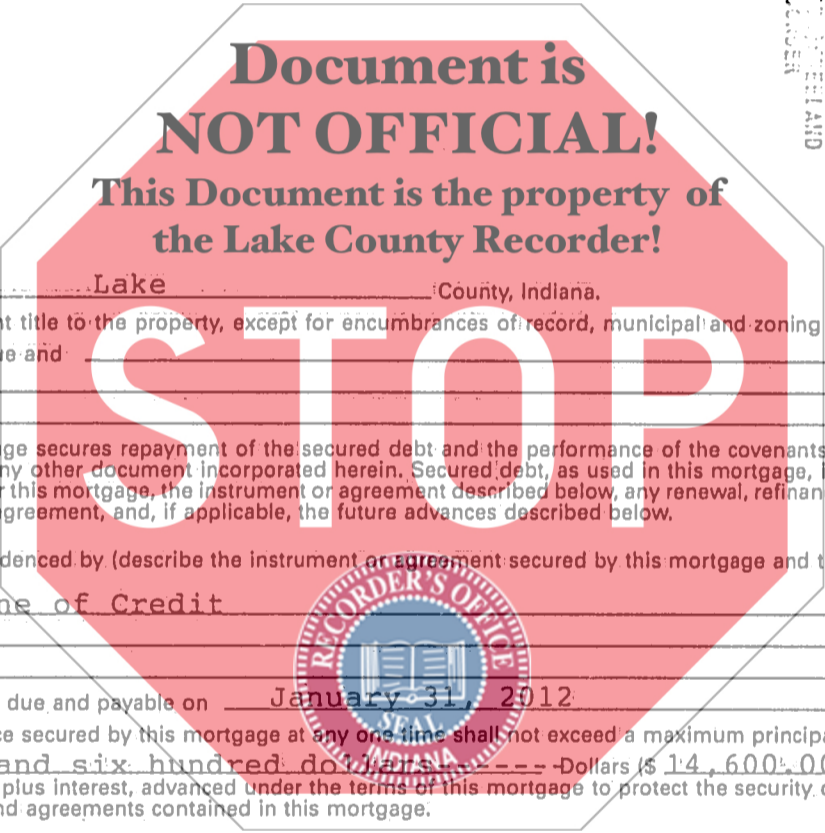 Document is
NOT OFFICIAL!
This Document is the property of
the Lake County Recorder!
Lake County, Indiana.
title to the property, except for encumbrances of record, municipal and zoning
and
STOP
secures repayment of the secured debt and the performance of the covenants
other document incorporated herein. Secured debt, as used in this mortgage,
this mortgage, the instrument or agreement described below, any renewal, refinan
greement, and, if applicable, the future advances described below.
denced by (describe the instrument or agreement secured by this mortgage and t
ne of Credit
RECORDER'S OFFICE
due and payable on January 31, 2012
SEAL
e secured by this mortgage at any one time shall not exceed a maximum principa
INDIANA
and six hundred dollars------Dollars ($ 14,600.00
plus interest, advanced under the terms of this mortgage to protect the security
nd agreements contained in this mortgage.